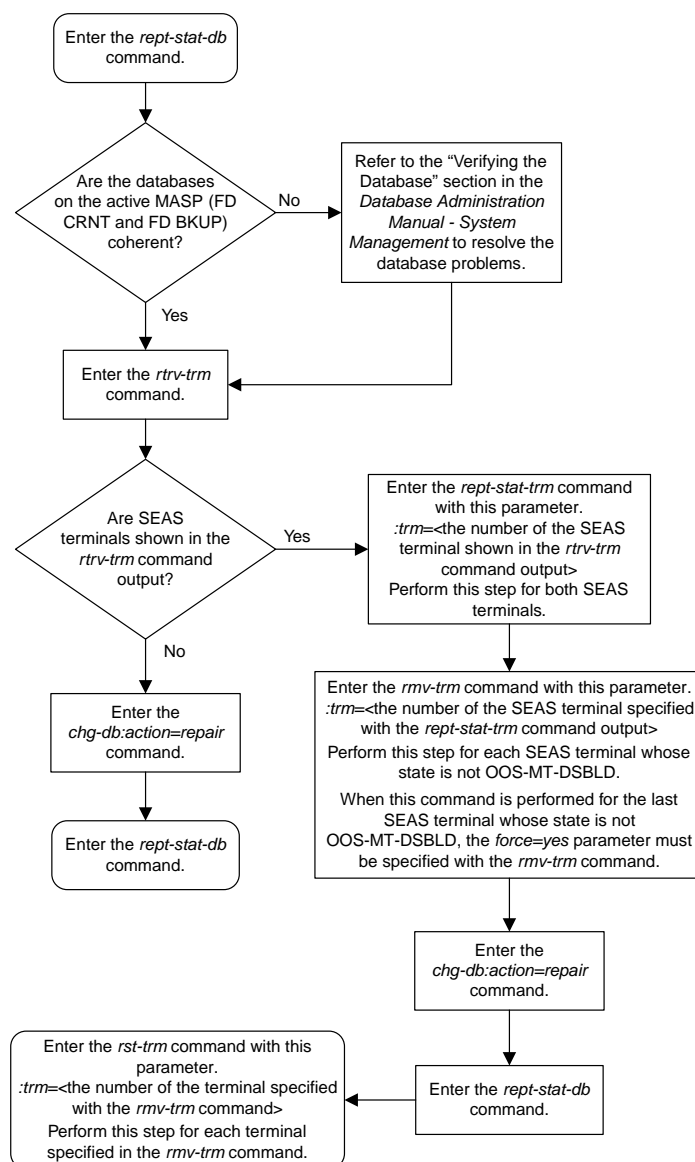 Enter the rept-stat-db
command.
Are the databases
on the active MASP (FD
CRNT and FD BKUP)
coherent?
No
Refer to the “Verifying the
Database” section in the
Database Administration
Manual - System
Management to resolve the
database problems.
Yes
Enter the rtrv-trm
command.
Are SEAS
terminals shown in the
rtrv-trm command
output?
Yes
Enter the rept-stat-trm command
with this parameter.
:trm=<the number of the SEAS
terminal shown in the rtrv-trm
command output>
Perform this step for both SEAS
terminals.
No
Enter the
chg-db:action=repair
command.
Enter the rept-stat-db
command.
Enter the rmv-trm command with this parameter.
:trm=<the number of the SEAS terminal specified
with the rept-stat-trm command output>
Perform this step for each SEAS terminal whose
state is not OOS-MT-DSBLD.
When this command is performed for the last
SEAS terminal whose state is not
OOS-MT-DSBLD, the force=yes parameter must
be specified with the rmv-trm command.
Enter the
chg-db:action=repair
command.
Enter the rept-stat-db
command.
Enter the rst-trm command with this
parameter.
:trm=<the number of the terminal specified
with the rmv-trm command>
Perform this step for each terminal
specified in the rmv-trm command.